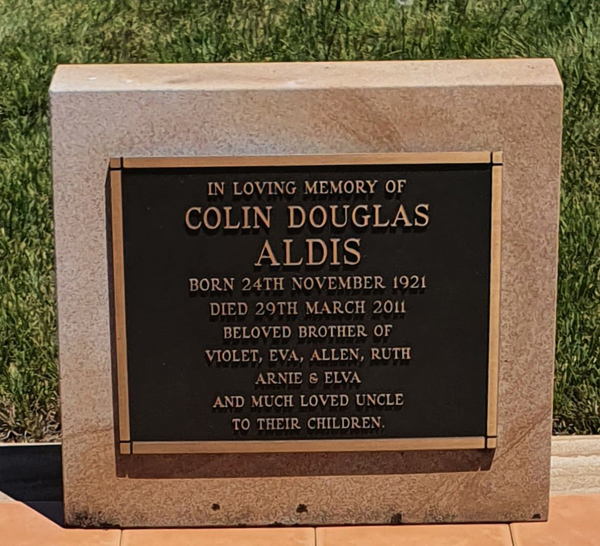 IN LOVING MEMORY OF
COLIN DOUGLAS
ALDIS
BORN 24TH NOVEMBER 1921
DIED 29TH MARCH 2011
BELOVED BROTHER OF
VIOLET, EVA, ALLEN, RUTH
ARNIE & ELVA
AND MUCH LOVED UNCLE
TO THEIR CHILDREN.